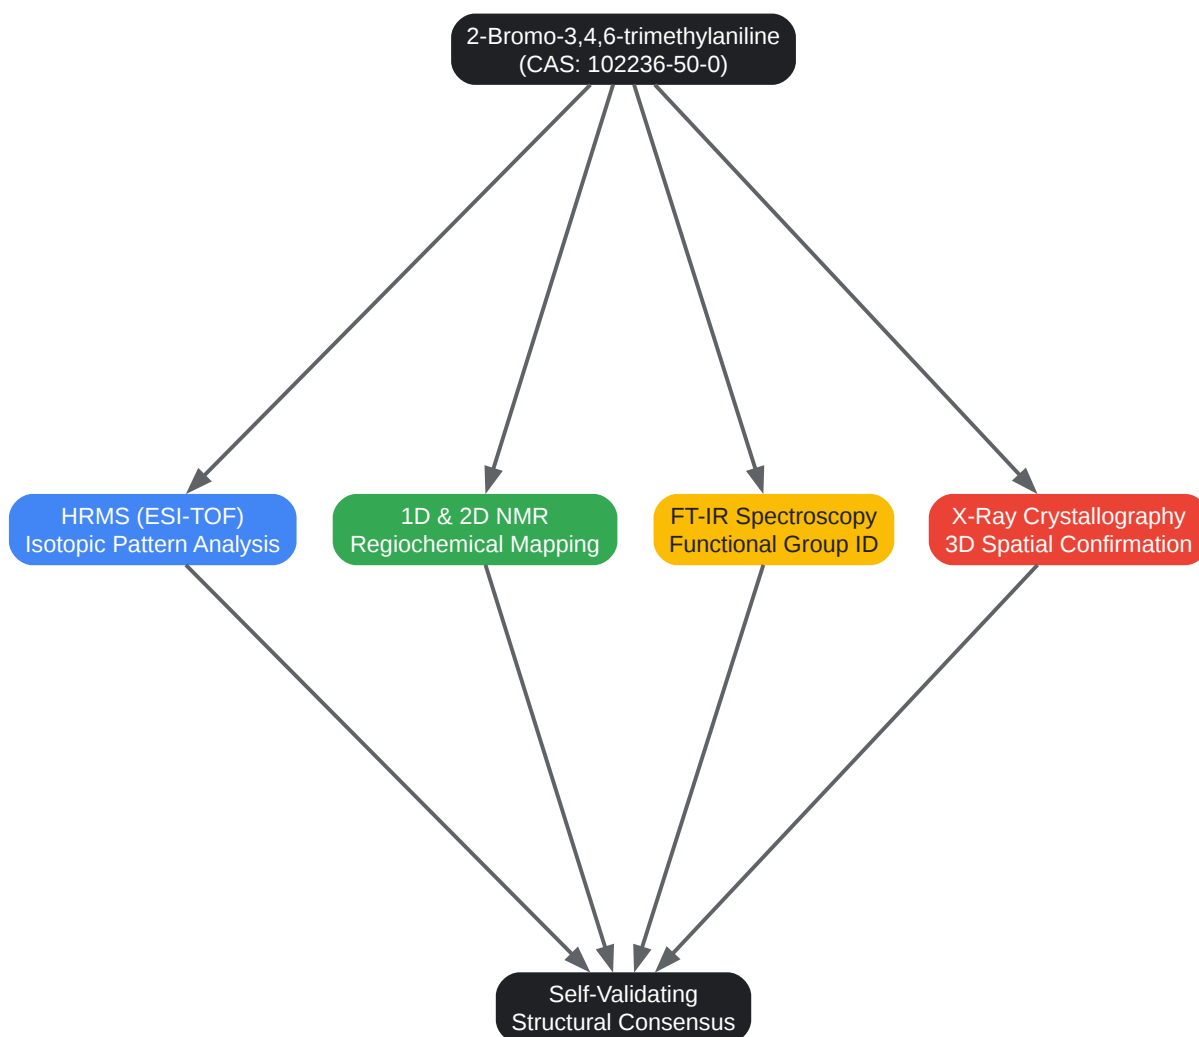 2-Bromo-3,4,6-trimethylaniline
(CAS: 102236-50-0)
HRMS (ESI-TOF)
Isotopic Pattern Analysis
1D & 2D NMR
Regiochemical Mapping
FT-IR Spectroscopy
Functional Group ID
X-Ray Crystallography
3D Spatial Confirmation
Self-Validating
Structural Consensus